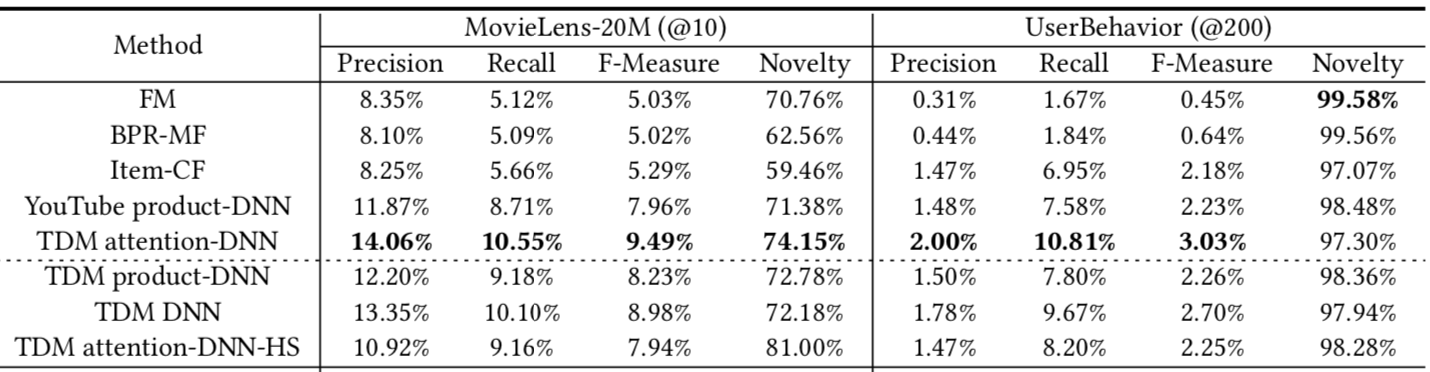 Method MovieLens-20M (@10) UserBehavior (@200)
Precision Recall F-Measure Novelty Precision Recall F-Measure Novelty
FM 8.35% 5.12% 5.03% 70.76% 0.31% 1.67% 0.45% 99.58%
BPR-MF 8.10% 5.09% 5.02% 62.56% 0.44% 1.84% 0.64% 99.56%
Item-CF 8.25% 5.66% 5.29% 59.46% 1.47% 6.95% 2.18% 97.07%
YouTube product-DNN 11.87% 8.71% 7.96% 71.38% 1.48% 7.58% 2.23% 98.48%
TDM attention-DNN 14.06% 10.55% 9.49% 74.15% 2.00% 10.81% 3.03% 97.30%
TDM product-DNN 12.20% 9.18% 8.23% 72.78% 1.50% 7.80% 2.26% 98.36%
TDM DNN 13.35% 10.10% 8.98% 72.18% 1.78% 9.67% 2.70% 97.94%
TDM attention-DNN-HS 10.92% 9.16% 7.94% 81.00% 1.47% 8.20% 2.25% 98.28%